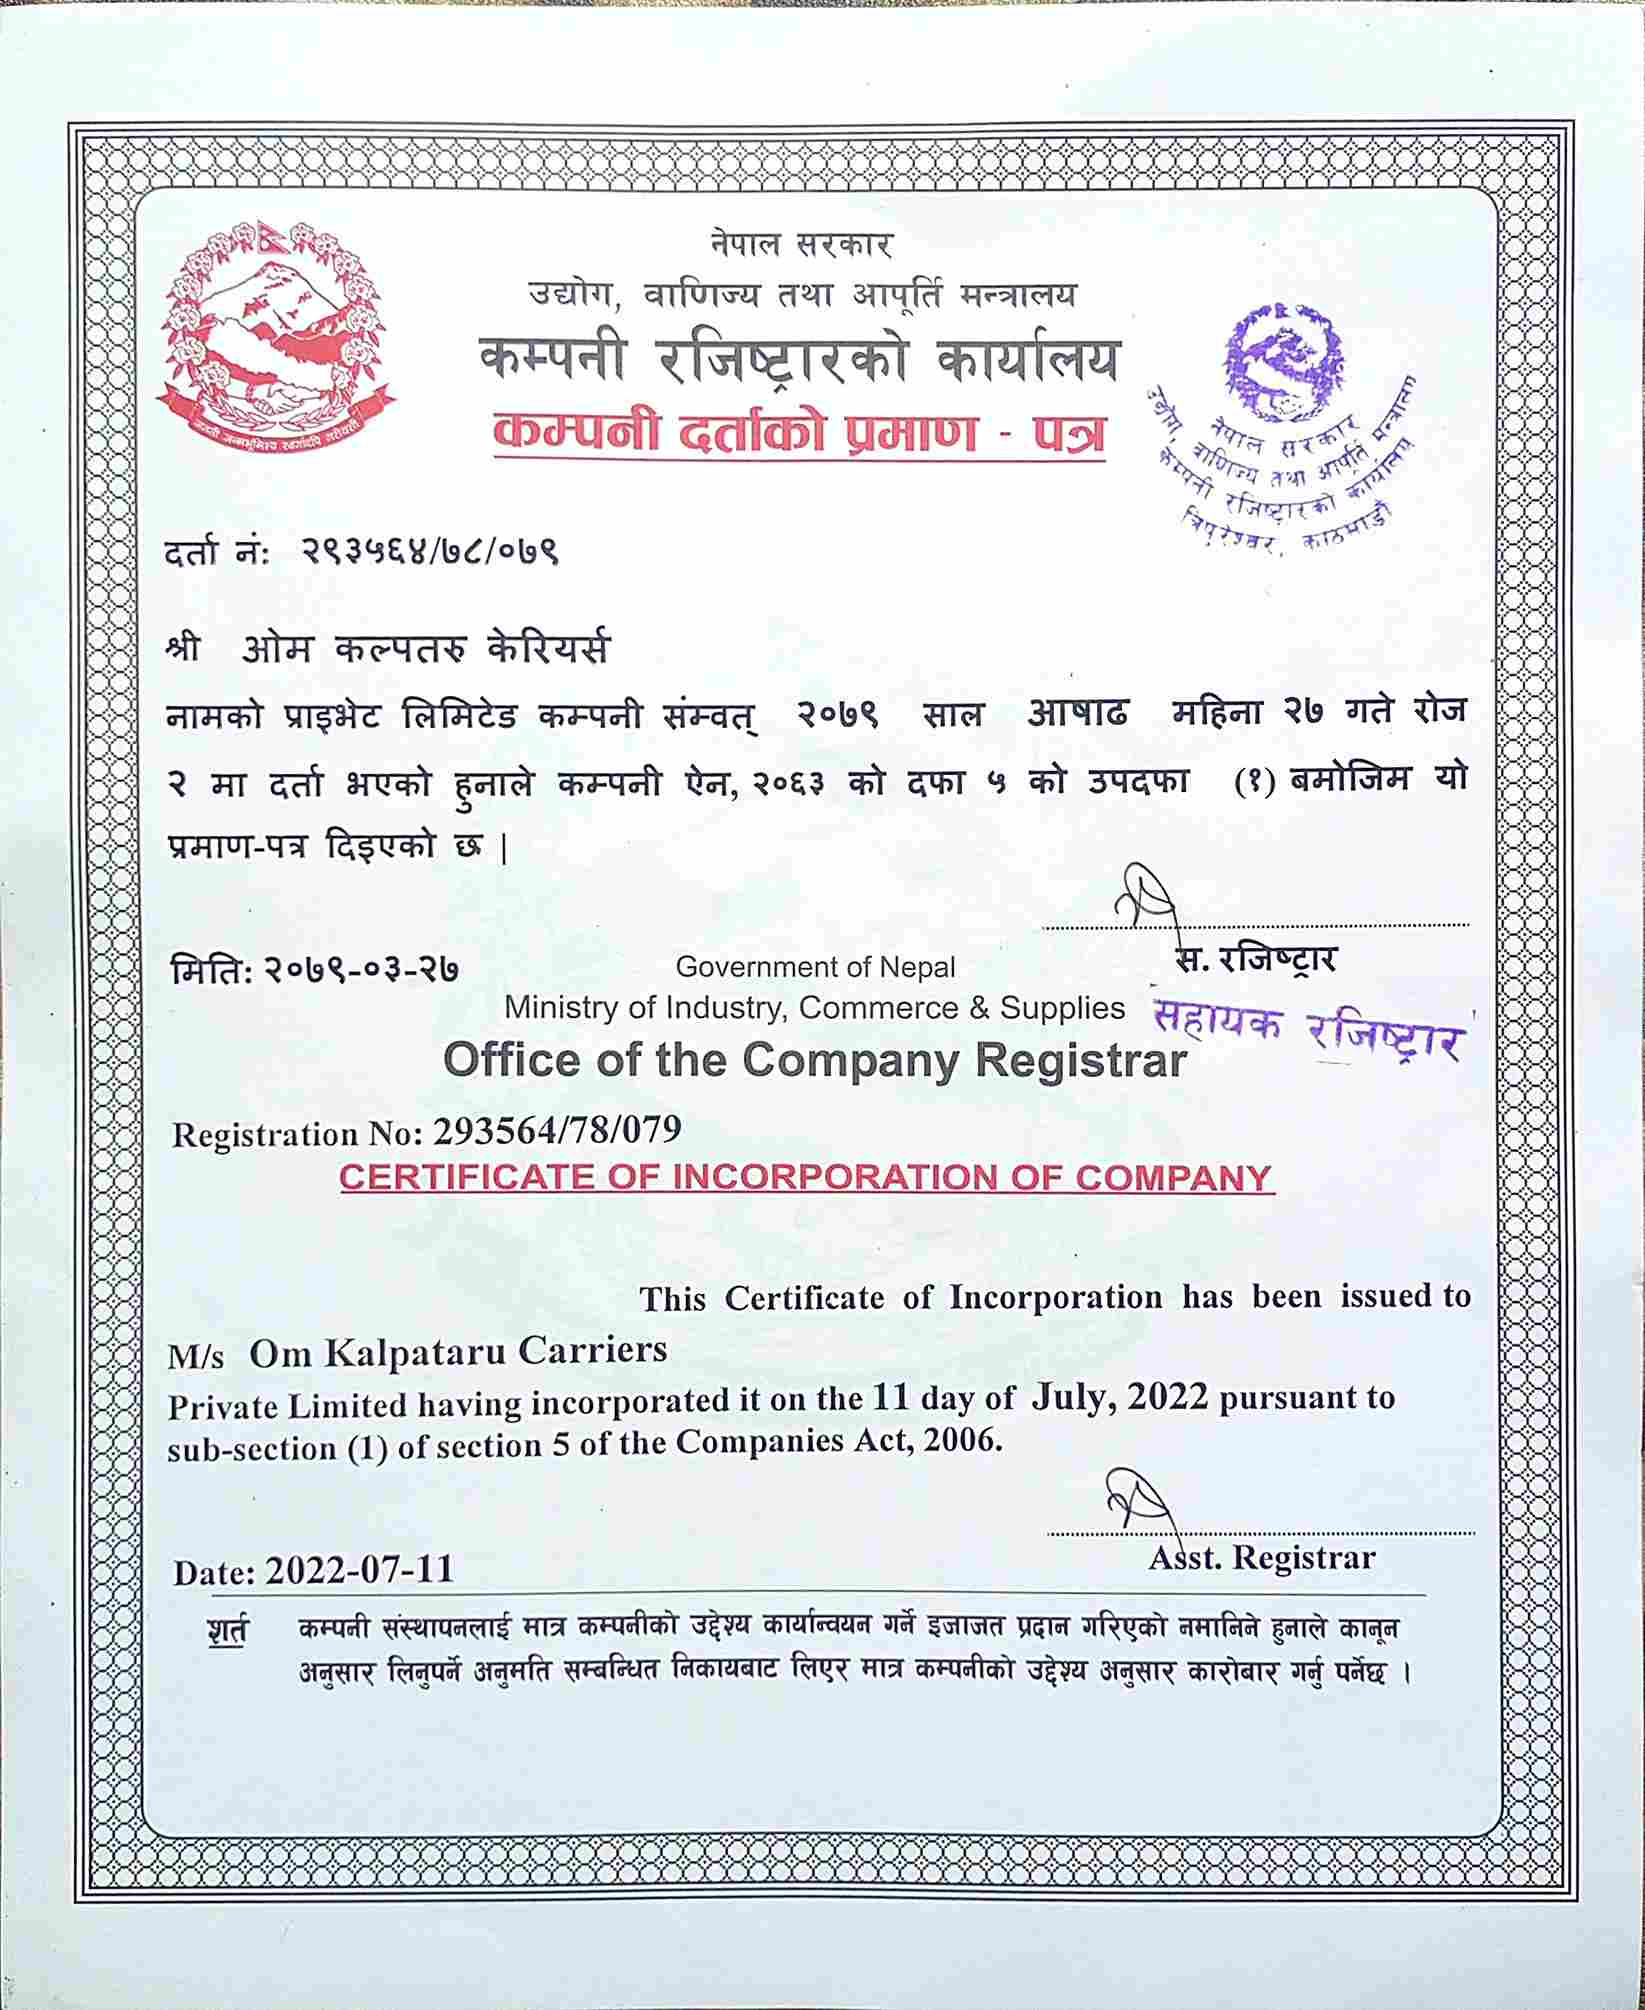 नेपाल सरकार
उद्योग, वाणिज्य तथा आपूर्ति मन्त्रालय
कम्पनी रजिष्ट्रारको कार्यालय
कम्पनी दर्ताको प्रमाण - पत्र
जननी जन्मभूमिश्च स्वर्गादपि गरीयसी
नेपाल सरकार
उद्योग, वाणिज्य तथा आपूर्ति मन्त्रालय
कम्पनी रजिष्ट्रारको कार्यालय
त्रिपुरेश्वर, काठमाडौं
दर्ता नं: २९३५६४/७८/०७९
श्री ओम कल्पतरु केरियर्स
नामको प्राइभेट लिमिटेड कम्पनी संम्वत् २०७९ साल आषाढ महिना २७ गते रोज
२ मा दर्ता भएको हुनाले कम्पनी ऐन, २०६३ को दफा ५ को उपदफा (१) बमोजिम यो
प्रमाण-पत्र दिइएको छ |
स. रजिष्ट्रार
मिति: २०७९-०३-२७
सहायक रजिष्ट्रार
Government of Nepal
Ministry of Industry, Commerce & Supplies
Office of the Company Registrar
Registration No: 293564/78/079
CERTIFICATE OF INCORPORATION OF COMPANY
This Certificate of Incorporation has been issued to
M/s Om Kalpataru Carriers
Private Limited having incorporated it on the 11 day of July, 2022 pursuant to
sub-section (1) of section 5 of the Companies Act, 2006.
Asst. Registrar
Date: 2022-07-11
शर्त कम्पनी संस्थापनलाई मात्र कम्पनीको उद्देश्य कार्यान्वयन गर्ने इजाजत प्रदान गरिएको नमानिने हुनाले कानून
अनुसार लिनुपर्ने अनुमति सम्बन्धित निकायबाट लिएर मात्र कम्पनीको उद्देश्य अनुसार कारोबार गर्नु पर्नेछ ।